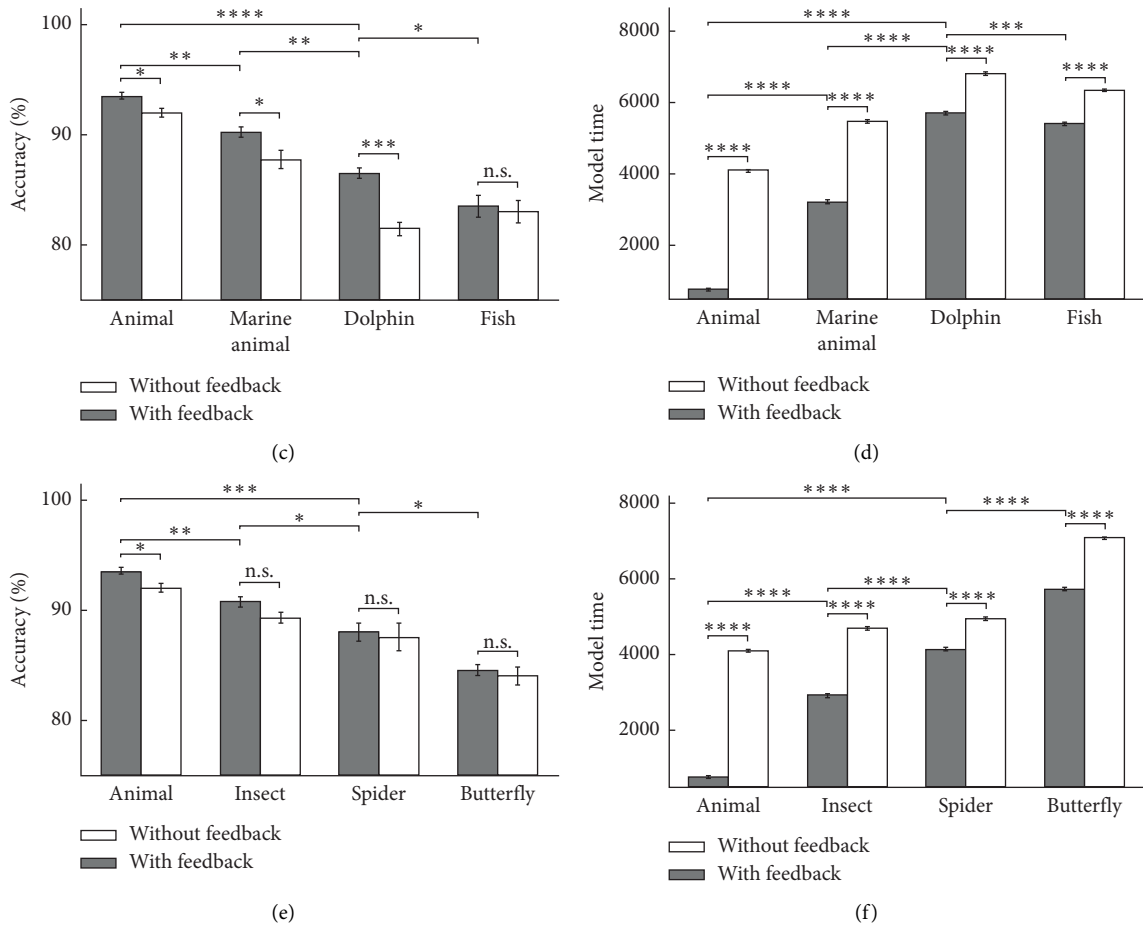 100
90
80
Accuracy (%)
****
**
*
**
*
*
***
n.s.
Animal
Marine
animal
Dolphin
Fish
Without feedback
With feedback
(c)
8000
6000
4000
2000
Model time
****
***
****
****
****
****
****
****
Animal
Marine
animal
Dolphin
Fish
Without feedback
With feedback
(d)
100
90
80
Accuracy (%)
***
*
*
**
*
n.s.
n.s.
n.s.
Animal
Insect
Spider
Butterfly
Without feedback
With feedback
(e)
8000
6000
4000
2000
Model time
****
****
****
****
****
****
****
****
Animal
Insect
Spider
Butterfly
Without feedback
With feedback
(f)